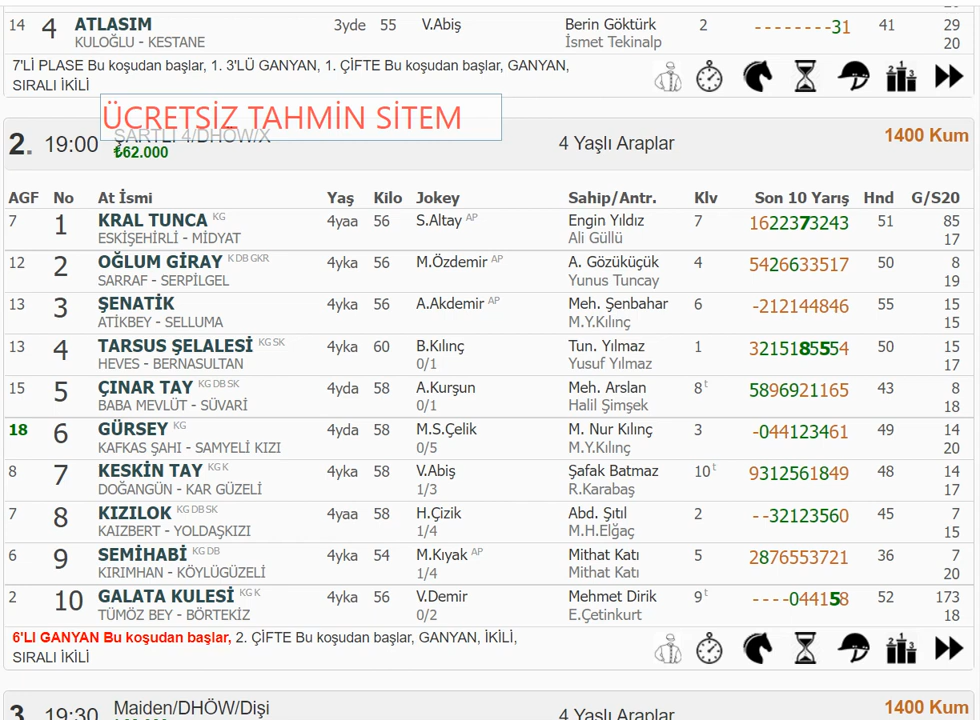 14 4 ATLASIM 3yde 55 V.Abiş Berin Göktürk 2 --------31 41 29
KULOĞLU - KESTANE İsmet Tekinalp 20
7'Lİ PLASE Bu koşudan başlar, 1. 3'LÜ GANYAN, 1. ÇİFTE Bu koşudan başlar, GANYAN,
SIRALI İKİLİ
ÜCRETSİZ TAHMİN SİTEM
2. 19:00 ŞARTLI 4/DHÖW/X 4 Yaşlı Araplar 1400 Kum
₺62.000
AGF No At İsmi Yaş Kilo Jokey Sahip/Antr. Klv Son 10 Yarış Hnd G/S20
7 1 KRAL TUNCA KG 4yaa 56 S.Altay AP Engin Yıldız 7 1622373243 51 85
ESKİŞEHİRLİ - MİDYAT Ali Güllü 17
12 2 OĞLUM GİRAY K DB GKR 4yka 56 M.Özdemir AP A. Gözüküçük 4 5426633517 50 8
SARRAF - SERPİLGEL Yunus Tuncay 19
13 3 ŞENATİK 4yka 56 A.Akdemir AP Meh. Şenbahar 6 -212144846 55 15
ATİKBEY - SELLUMA M.Y.Kılınç 15
13 4 TARSUS ŞELALESİ KG SK 4yka 60 B.Kılınç Tun. Yılmaz 1 3215185554 50 15
HEVES - BERNASULTAN 0/1 Yusuf Yılmaz 17
15 5 ÇINAR TAY KG DB SK 4yda 58 A.Kurşun Meh. Arslan 8t 5896921165 43 8
BABA MEVLÜT - SÜVARİ 0/1 Halil Şimşek 18
18 6 GÜRSEY KG 4yda 58 M.S.Çelik M. Nur Kılınç 3 -044123461 49 14
KAFKAS ŞAHI - SAMYELİ KIZI 0/5 M.Y.Kılınç 20
8 7 KESKİN TAY KG K 4yka 58 V.Abiş Şafak Batmaz 10t 9312561849 48 14
DOĞANGÜN - KAR GÜZELİ 1/3 R.Karabaş 17
7 8 KIZILOK KG DB SK 4yaa 58 H.Çizik Abd. Şıtıl 2 --32123560 45 7
KAIZBERT - YOLDAŞKIZI 1/4 M.H.Elğaç 15
6 9 SEMİHABİ KG DB 4yka 54 M.Kıyak AP Mithat Katı 5 2876553721 36 7
KIRIMHAN - KÖYLÜGÜZELİ 1/4 Mithat Katı 20
2 10 GALATA KULESİ KG K 4yka 56 V.Demir Mehmet Dirik 9t ----044158 52 173
TÜMÖZ BEY - BÖRTEKİZ 0/2 E.Çetinkurt 18
6'LI GANYAN Bu koşudan başlar, 2. ÇİFTE Bu koşudan başlar, GANYAN, İKİLİ,
SIRALI İKİLİ
3. 19:30 Maiden/DHÖW/Dişi 4 Yaşlı Araplar 1400 Kum